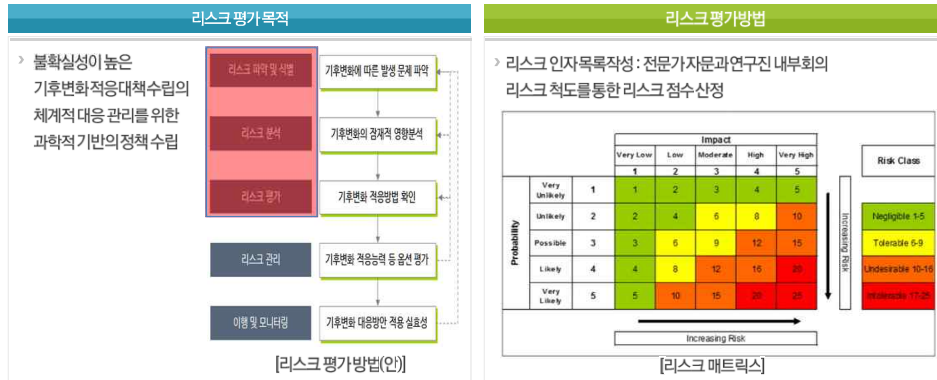 리스크 평가 목적
› 불확실성이 높은
기후변화 적응대책 수립의
체계적 대응 관리를 위한
과학적 기반의 정책 수립
리스크 파악 및 식별
기후변화에 따른 발생 문제 파악
리스크 분석
기후변화의 잠재적 영향분석
리스크 평가
기후변화 적응방법 확인
리스크 관리
기후변화 적응능력 등 옵션 평가
이행 및 모니터링
기후변화 대응방안 적용 실효성
[리스크 평가 방법(안)]
리스크 평가방법
› 리스크 인자 목록작성 : 전문가 자문과 연구진 내부회의
리스크 척도를 통한 리스크 점수 산정
Impact
Very Low Low Moderate High Very High
1 2 3 4 5
Probability
Very Unlikely 1 1 2 3 4 5
Unlikely 2 2 4 6 8 10
Possible 3 3 6 9 12 15
Likely 4 4 8 12 16 20
Very Likely 5 5 10 15 20 25
Increasing Risk
Increasing Risk
Risk Class
Negligible 1-5
Tolerable 6-9
Undesirable 10-16
Intolerable 17-25
[리스크 매트릭스]